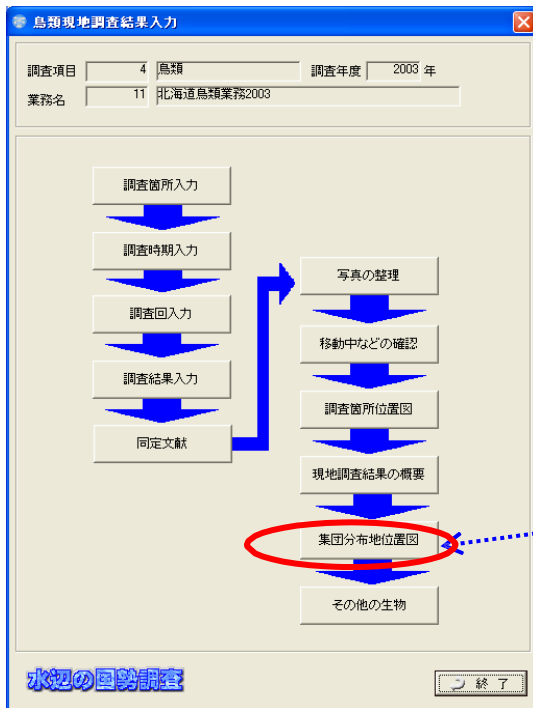 鳥類現地調査結果入力
調査項目 4 鳥類 調査年度 2003 年
業務名 11 北海道鳥類業務2003
調査箇所入力
調査時期入力
調査回入力
調査結果入力
同定文献
写真の整理
移動中などの確認
調査箇所位置図
現地調査結果の概要
集団分布地位置図
その他の生物
水辺の国勢調査
終 了